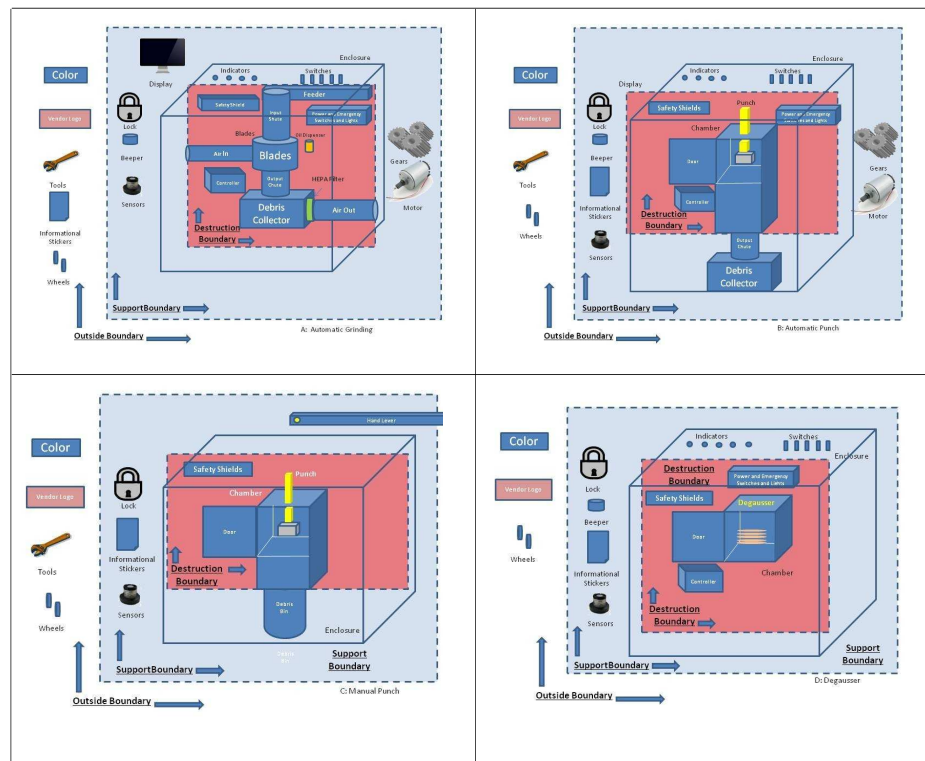 Color
Vendor Logo
Tools
Informational
Stickers
Wheels
Display
Lock
Beeper
Sensors
Indicators
Switches
Enclosure
Safety Shield
Feeder
Input
Chute
Power and Emergency
Switches and Lights
Blades
UV Dispenser
Air In
Blades
Controller
Output
Chute
HEPA Filter
Debris
Collector
Air Out
Gears
Motor
Destruction
Boundary
SupportBoundary
Outside Boundary
A: Automatic Grinding
Color
Vendor Logo
Tools
Wheels
Display
Lock
Beeper
Informational
Stickers
Sensors
Indicators
Switches
Enclosure
Safety Shields
Punch
Power and Emergency
Switches and Lights
Chamber
Door
Controller
Gears
Motor
Destruction
Boundary
Output
Chute
Debris
Collector
SupportBoundary
Outside Boundary
B: Automatic Punch
Color
Vendor Logo
Tools
Wheels
Lock
Informational
Stickers
Sensors
Hand Lever
Safety Shields
Punch
Chamber
Door
Destruction
Boundary
Debris
Bin
Debris
Bin
Enclosure
Support
Boundary
SupportBoundary
Outside Boundary
C: Manual Punch
Color
Vendor Logo
Wheels
Lock
Beeper
Informational
Stickers
Sensors
Indicators
Switches
Enclosure
Destruction
Boundary
Power and Emergency
Switches and Lights
Safety Shields
Degausser
Door
Chamber
Controller
Destruction
Boundary
Support
Boundary
SupportBoundary
Outside Boundary
D: Degausser